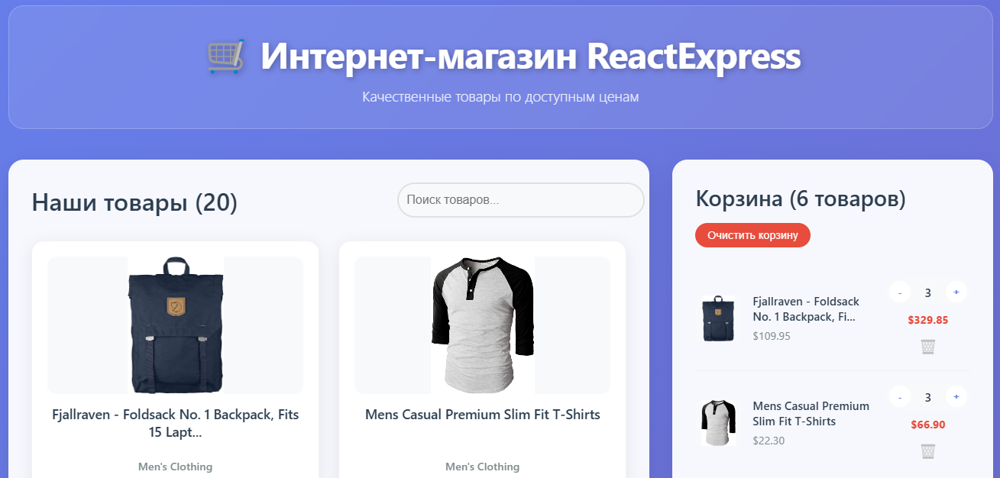 Интернет-магазин ReactExpress
Качественные товары по доступным ценам
Наши товары (20)
Поиск товаров...
Fjallraven - Foldsack No. 1 Backpack, Fits
15 Lapt...
Men's Clothing
Mens Casual Premium Slim Fit T-Shirts
Men's Clothing
Корзина (6 товаров)
Очистить корзину
Fjallraven - Foldsack
No. 1 Backpack, Fi...
$109.95
- 3 +
$329.85
Mens Casual Premium
Slim Fit T-Shirts
$22.30
- 3 +
$66.90